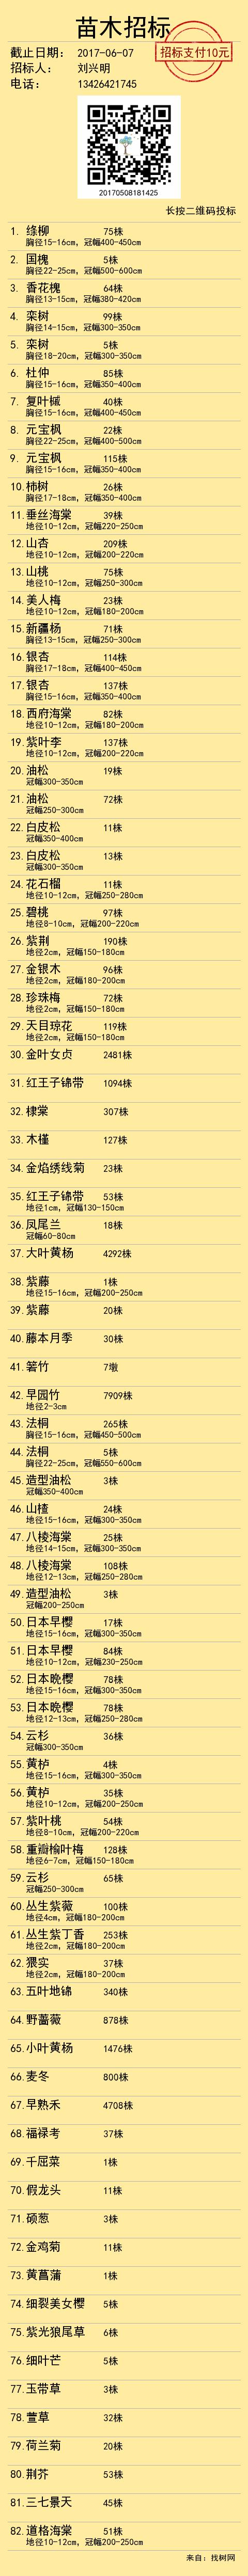 苗木招标
截止日期: 2017-06-07
招标支付10元
招标人: 刘兴明
电话: 13426421745
20170508181425
长按二维码投标
1. 绦柳 75株
胸径15-16cm, 冠幅400-450cm
2. 国槐 5株
胸径22-25cm, 冠幅500-600cm
3. 香花槐 64株
胸径13-15cm, 冠幅380-420cm
4. 栾树 99株
胸径14-15cm, 冠幅300-350cm
5. 栾树 5株
胸径18-20cm, 冠幅300-350cm
6. 杜仲 85株
胸径15-16cm, 冠幅350-400cm
7. 复叶槭 40株
胸径15-16cm, 冠幅400-450cm
8. 元宝枫 22株
胸径22-25cm, 冠幅400-500cm
9. 元宝枫 115株
胸径15-16cm, 冠幅350-400cm
10. 柿树 26株
胸径17-18cm, 冠幅350-400cm
11. 垂丝海棠 39株
地径10-12cm, 冠幅220-250cm
12. 山杏 209株
地径10-12cm, 冠幅200-220cm
13. 山桃 75株
地径10-12cm, 冠幅250-300cm
14. 美人梅 23株
地径10-12cm, 冠幅180-200cm
15. 新疆杨 71株
胸径13-15cm, 冠幅250-300cm
16. 银杏 114株
胸径17-18cm, 冠幅400-450cm
17. 银杏 137株
胸径15-16cm, 冠幅350-400cm
18. 西府海棠 82株
地径10-12cm, 冠幅180-200cm
19. 紫叶李 137株
地径10-12cm, 冠幅200-220cm
20. 油松 19株
冠幅300-350cm
21. 油松 72株
冠幅250-300cm
22. 白皮松 11株
冠幅350-400cm
23. 白皮松 13株
冠幅300-350cm
24. 花石榴 11株
地径10-12cm, 冠幅250-280cm
25. 碧桃 97株
地径8-10cm, 冠幅200-220cm
26. 紫荆 190株
地径2cm, 冠幅150-180cm
27. 金银木 96株
地径2cm, 冠幅180-200cm
28. 珍珠梅 72株
地径2cm, 冠幅150-180cm
29. 天目琼花 119株
地径2cm, 冠幅150-180cm
30. 金叶女贞 2481株
31. 红王子锦带 1094株
32. 棣棠 307株
33. 木槿 127株
34. 金焰绣线菊 23株
35. 红王子锦带 53株
地径1cm, 冠幅130-150cm
36. 凤尾兰 18株
冠幅60-80cm
37. 大叶黄杨 4292株
38. 紫藤 1株
地径15-16cm, 冠幅200-250cm
39. 紫藤 20株
40. 藤本月季 30株
41. 箬竹 7墩
42. 早园竹 7909株
地径2-3cm
43. 法桐 265株
胸径15-16cm, 冠幅450-500cm
44. 法桐 5株
胸径22-25cm, 冠幅550-600cm
45. 造型油松 3株
冠幅350-400cm
46. 山楂 24株
地径15-16cm, 冠幅300-350cm
47. 八棱海棠 25株
地径14-15cm, 冠幅300-350cm
48. 八棱海棠 108株
地径12-13cm, 冠幅250-280cm
49. 造型油松 3株
冠幅200-250cm
50. 日本早樱 17株
地径15-16cm, 冠幅300-350cm
51. 日本早樱 84株
地径10-12cm, 冠幅230-250cm
52. 日本晚樱 78株
地径15-16cm, 冠幅300-350cm
53. 日本晚樱 78株
地径12-13cm, 冠幅250-280cm
54. 云杉 36株
冠幅300-350cm
55. 黄栌 4株
地径15-16cm, 冠幅300-350cm
56. 黄栌 35株
地径10-12cm, 冠幅200-250cm
57. 紫叶桃 54株
地径8-10cm, 冠幅200-220cm
58. 重瓣榆叶梅 128株
地径6-7cm, 冠幅150-180cm
59. 云杉 65株
冠幅250-300cm
60. 丛生紫薇 100株
地径4cm, 冠幅180-200cm
61. 丛生紫丁香 253株
地径2cm, 冠幅180-200cm
62. 猥实 37株
地径2cm, 冠幅180-200cm
63. 五叶地锦 340株
64. 野蔷薇 878株
65. 小叶黄杨 1476株
66. 麦冬 800株
67. 早熟禾 4708株
68. 福禄考 37株
69. 千屈菜 1株
70. 假龙头 11株
71. 硕葱 3株
72. 金鸡菊 11株
73. 黄菖蒲 1株
74. 细裂美女樱 5株
75. 紫光狼尾草 6株
76. 细叶芒 5株
77. 玉带草 3株
78. 萱草 32株
79. 荷兰菊 20株
80. 荆芥 53株
81. 三七景天 45株
82. 道格海棠 51株
地径10-12cm, 冠幅200-250cm
来自: 找树网